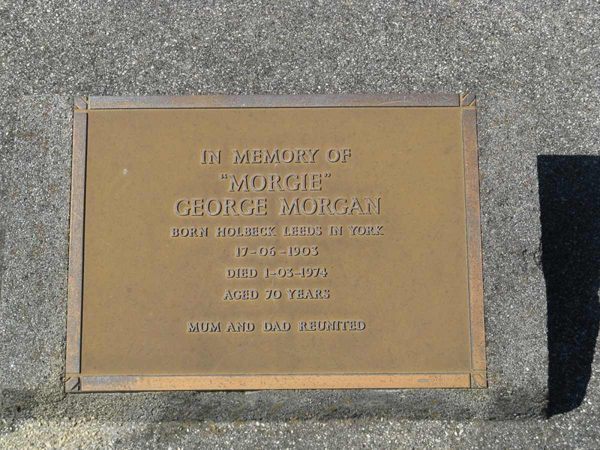 IN MEMORY OF
"MORGIE"
GEORGE MORGAN
BORN HOLBECK LEEDS IN YORK
17-06-1903
DIED 1-03-1974
AGED 70 YEARS
MUM AND DAD REUNITED